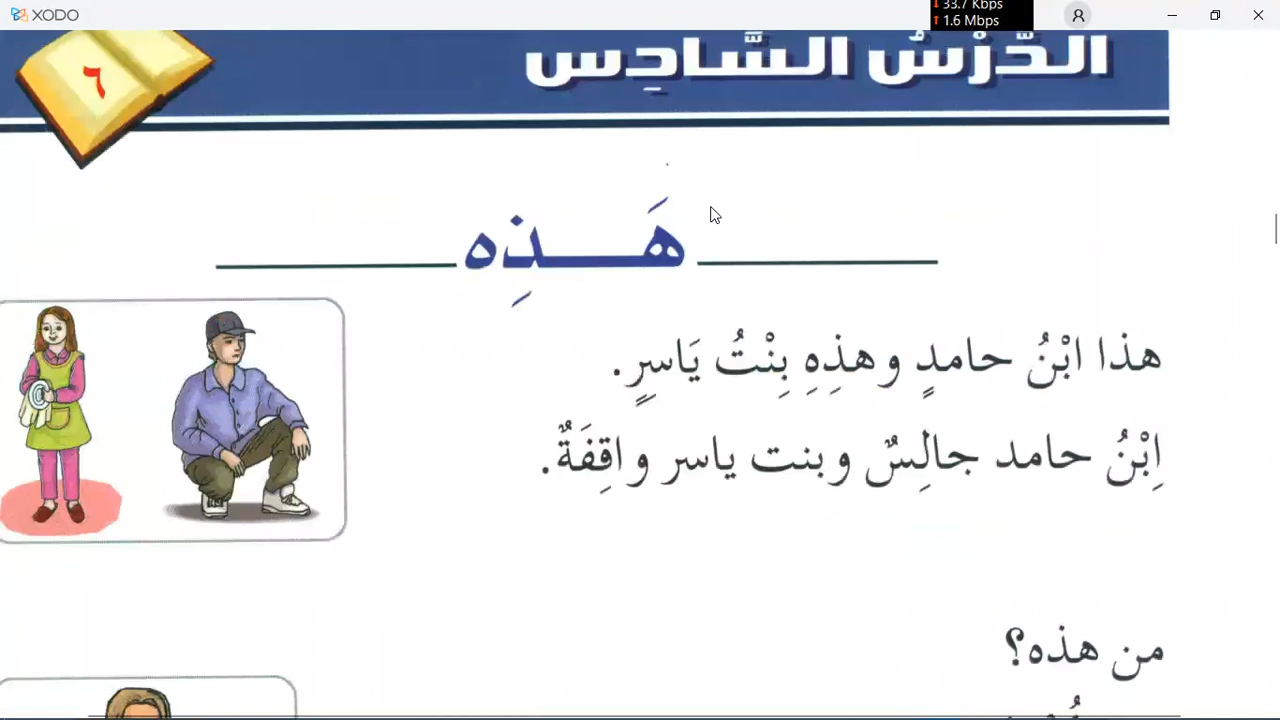 XODO
33.7 Kbps
1.6 Mbps
الدَّرْسُ السَّادِس
٦
هَـــذِه
هذا ابْنُ حامدٍ وهذِهِ بِنْتُ يَاسِرٍ.
اِبْنُ حامد جالِسٌ وبنت ياسر واقِفَةٌ.
من هذه؟